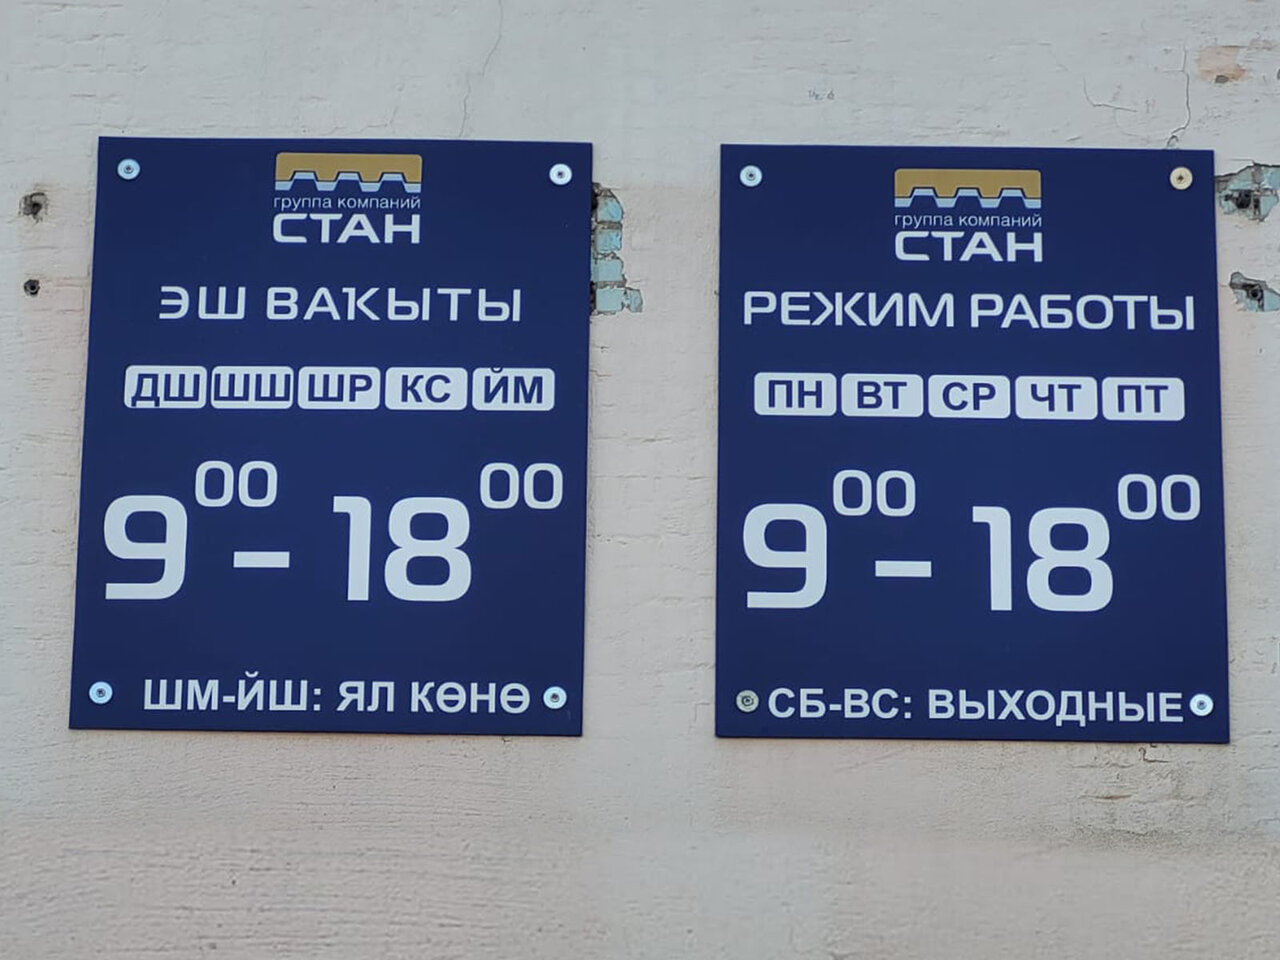 группа компаний
СТАН
ЭШ ВАҠЫТЫ
ДШ ШШ ШР КС ЙМ
9⁰⁰ - 18⁰⁰
ШМ-ЙШ: ЯЛ КӨНӨ
группа компаний
СТАН
РЕЖИМ РАБОТЫ
ПН ВТ СР ЧТ ПТ
9⁰⁰ - 18⁰⁰
СБ-ВС: ВЫХОДНЫЕ